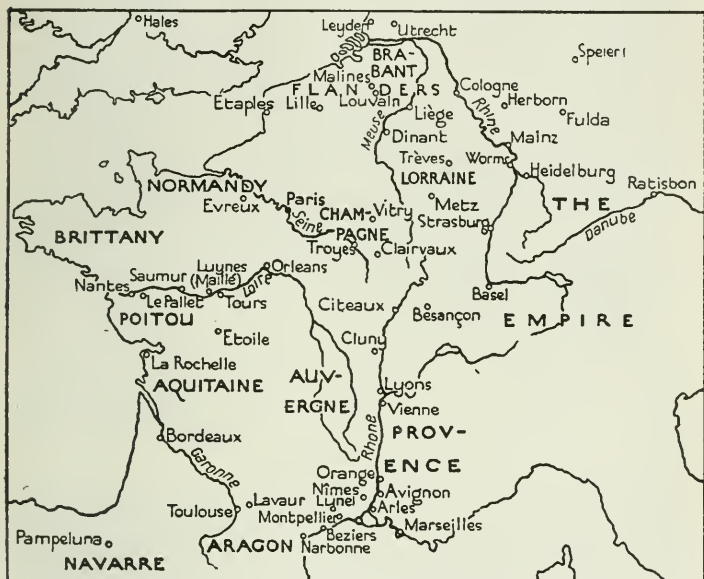 Hales
Leyden
Utrecht
Speier
BRA-
BANT
Malines
FLANDERS
Cologne
Etaples
Lille
Louvain
Liège
Rhine
Herborn
Fulda
Meuse
Dinant
Mainz
Trèves
Worms
Heidelburg
LORRAINE
NORMANDY
Evreux
Paris
Seine
CHAM-
PAGNE
Vitry
Metz
Strasburg
THE
Ratisbon
Danube
BRITTANY
Troyes
Clairvaux
Saumur
Luynes
(Maillé)
Loire
Orleans
Nantes
Le Pallet
Tours
Basel
POITOU
Etoile
Citeaux
Besançon
EMPIRE
Cluny
La Rochelle
AQUITAINE
AUV-
ERGNE
Lyons
Vienne
PROV-
ENCE
Rhone
Bordeaux
Garonne
Orange
Nîmes
Lunel
Avignon
Toulouse
Lavaur
Montpellier
Arles
Marseilles
Pampeluna
NAVARRE
ARAGON
Beziers
Narbonne